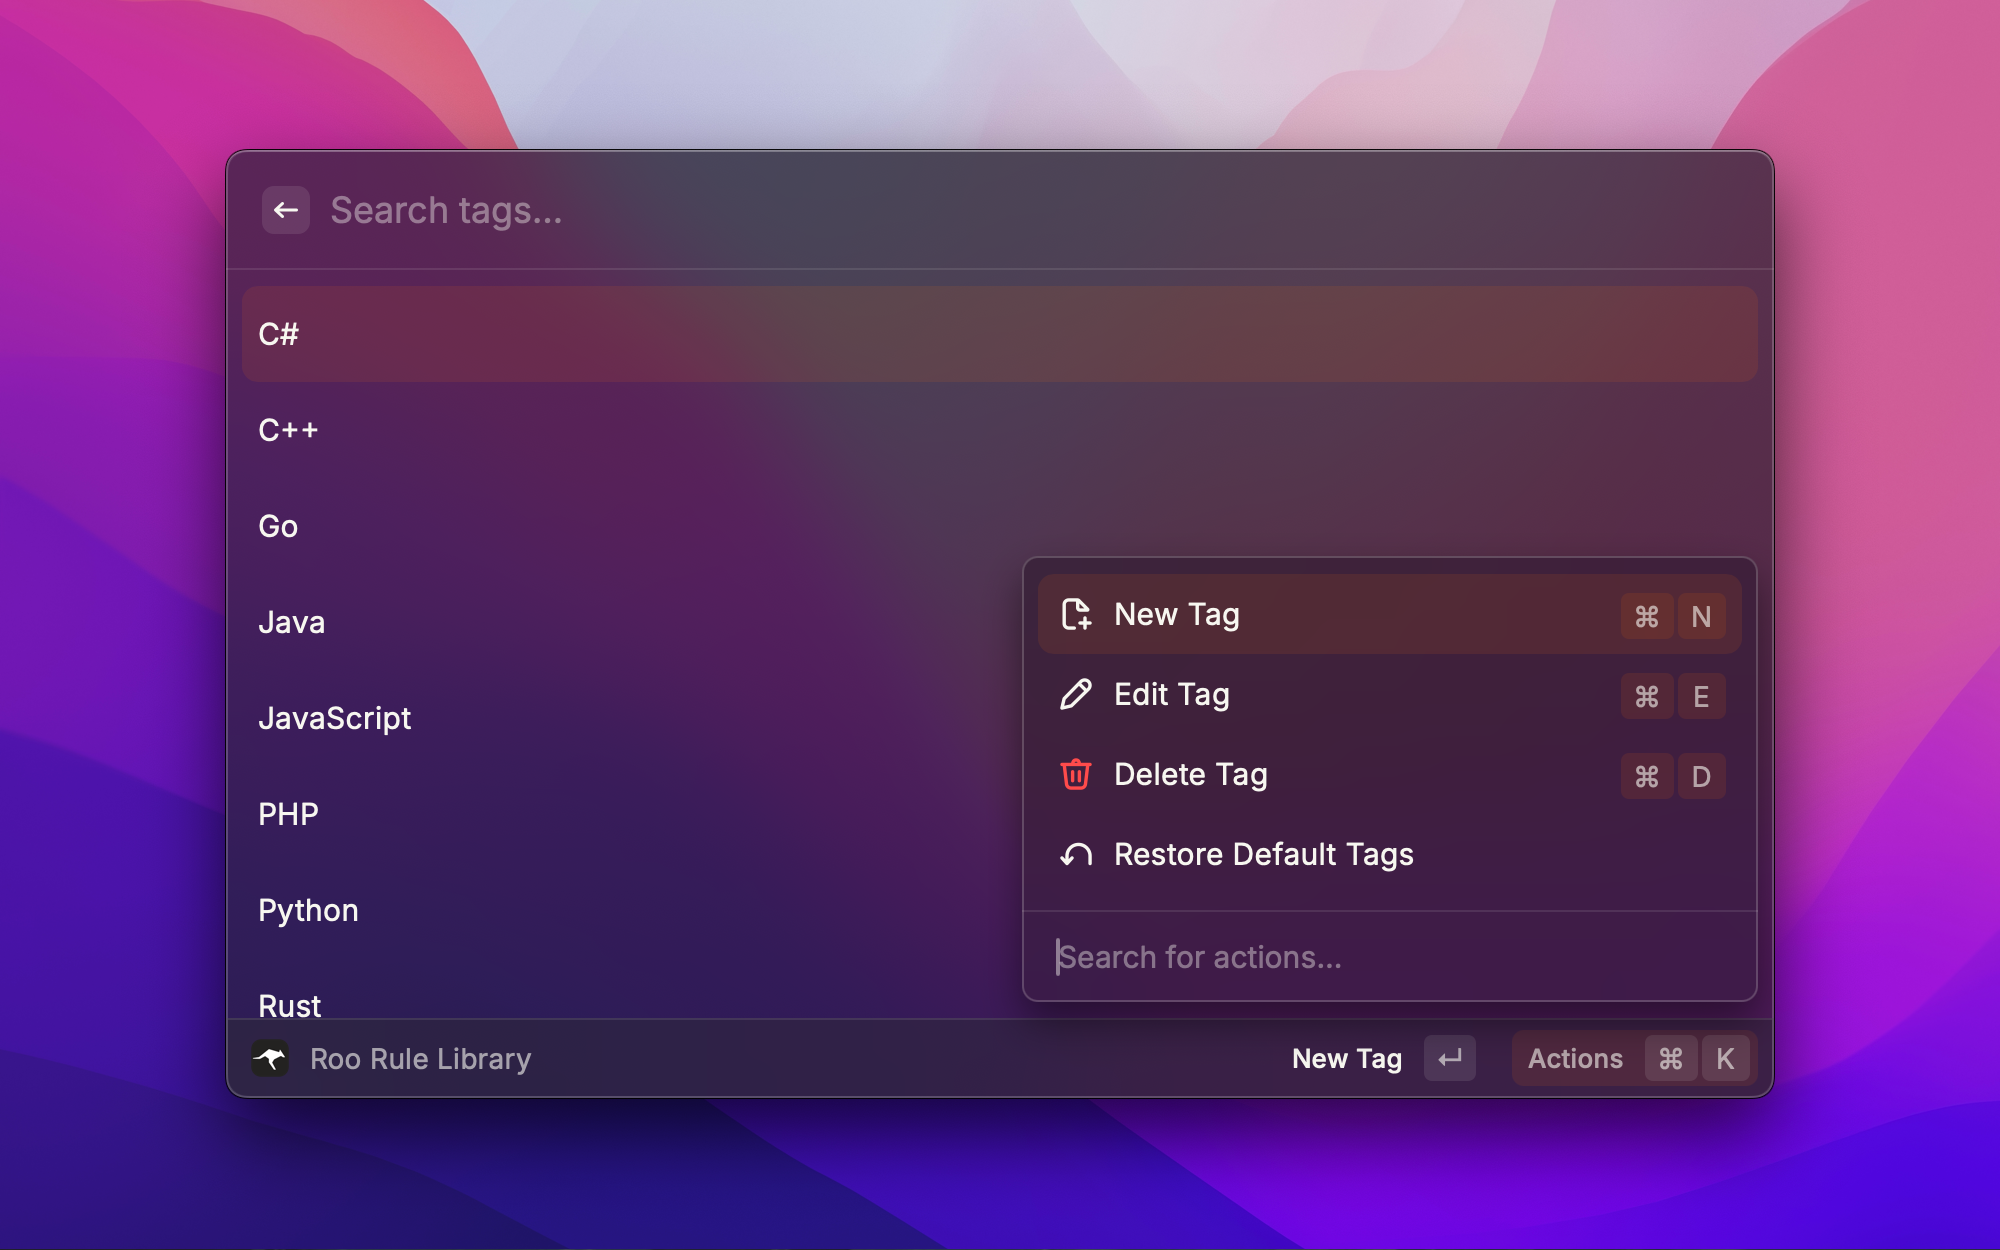 Search tags...
C#
C++
Go
Java
JavaScript
PHP
Python
Rust
New Tag ⌘ N
Edit Tag ⌘ E
Delete Tag ⌘ D
Restore Default Tags
Search for actions...
Roo Rule Library
New Tag ↵
Actions ⌘ K